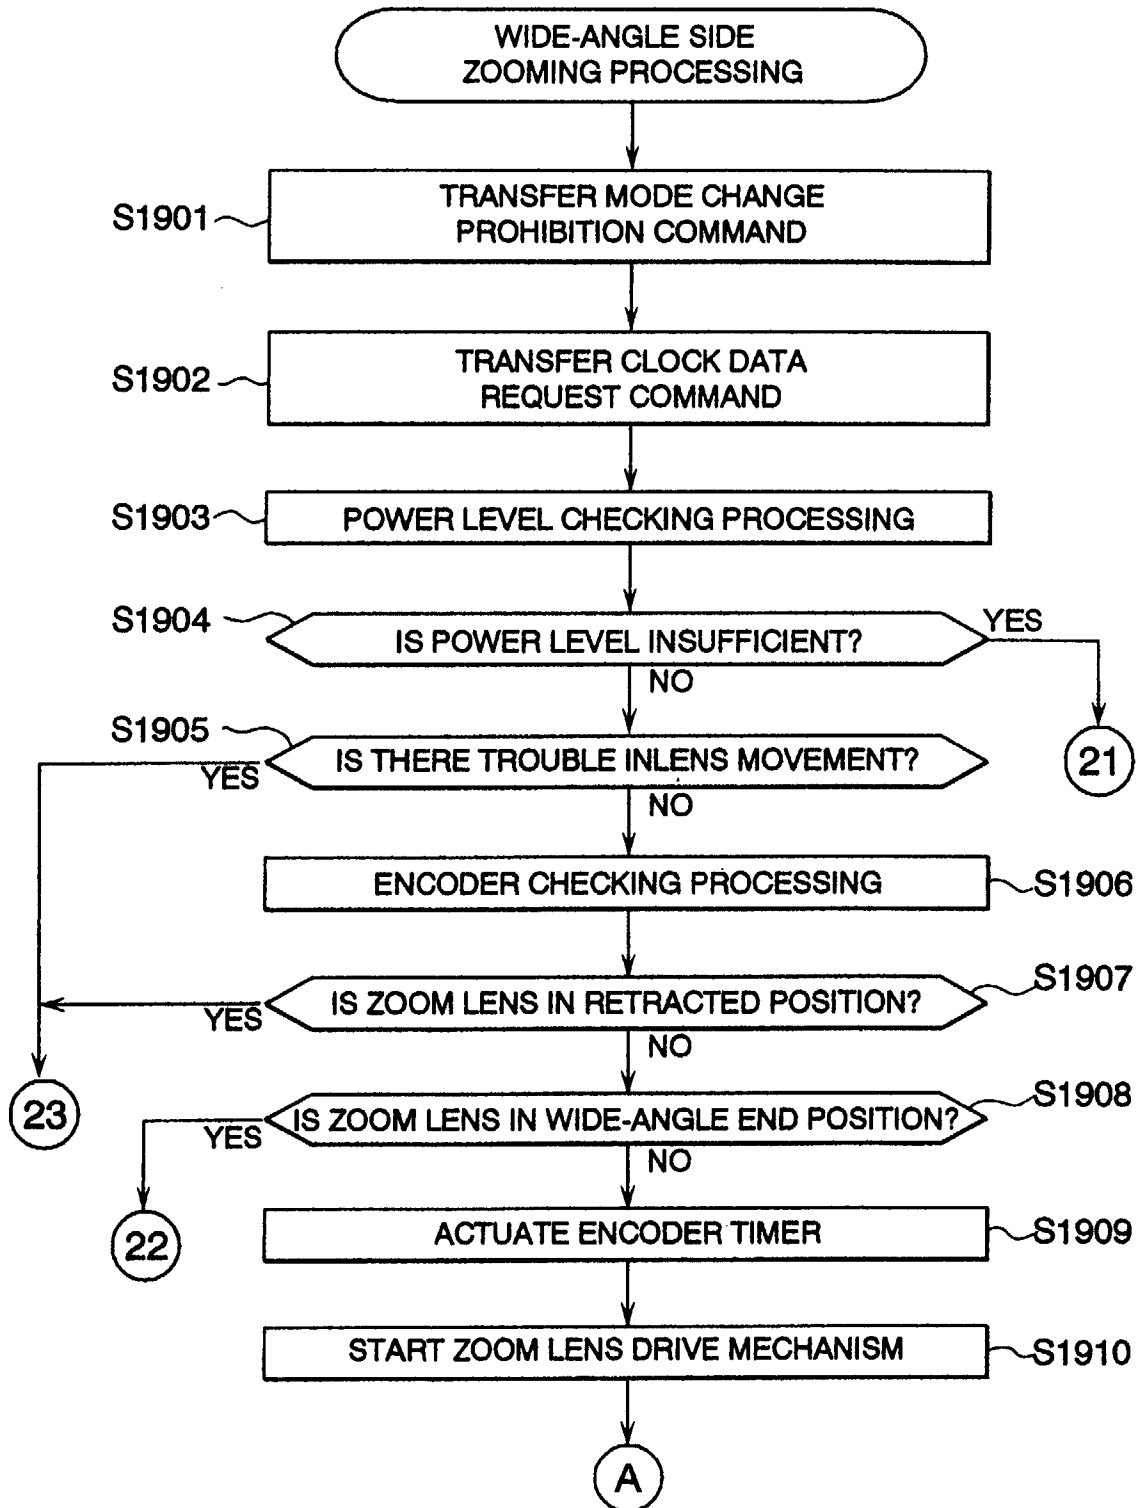 WIDE-ANGLE SIDE
ZOOMING PROCESSING
S1901
TRANSFER MODE CHANGE
PROHIBITION COMMAND
S1902
TRANSFER CLOCK DATA
REQUEST COMMAND
S1903
POWER LEVEL CHECKING PROCESSING
S1904
IS POWER LEVEL INSUFFICIENT?
YES
NO
21
S1905
IS THERE TROUBLE INLENS MOVEMENT?
YES
NO
ENCODER CHECKING PROCESSING
S1906
IS ZOOM LENS IN RETRACTED POSITION?
S1907
YES
NO
23
IS ZOOM LENS IN WIDE-ANGLE END POSITION?
S1908
YES
NO
22
ACTUATE ENCODER TIMER
S1909
START ZOOM LENS DRIVE MECHANISM
S1910
A